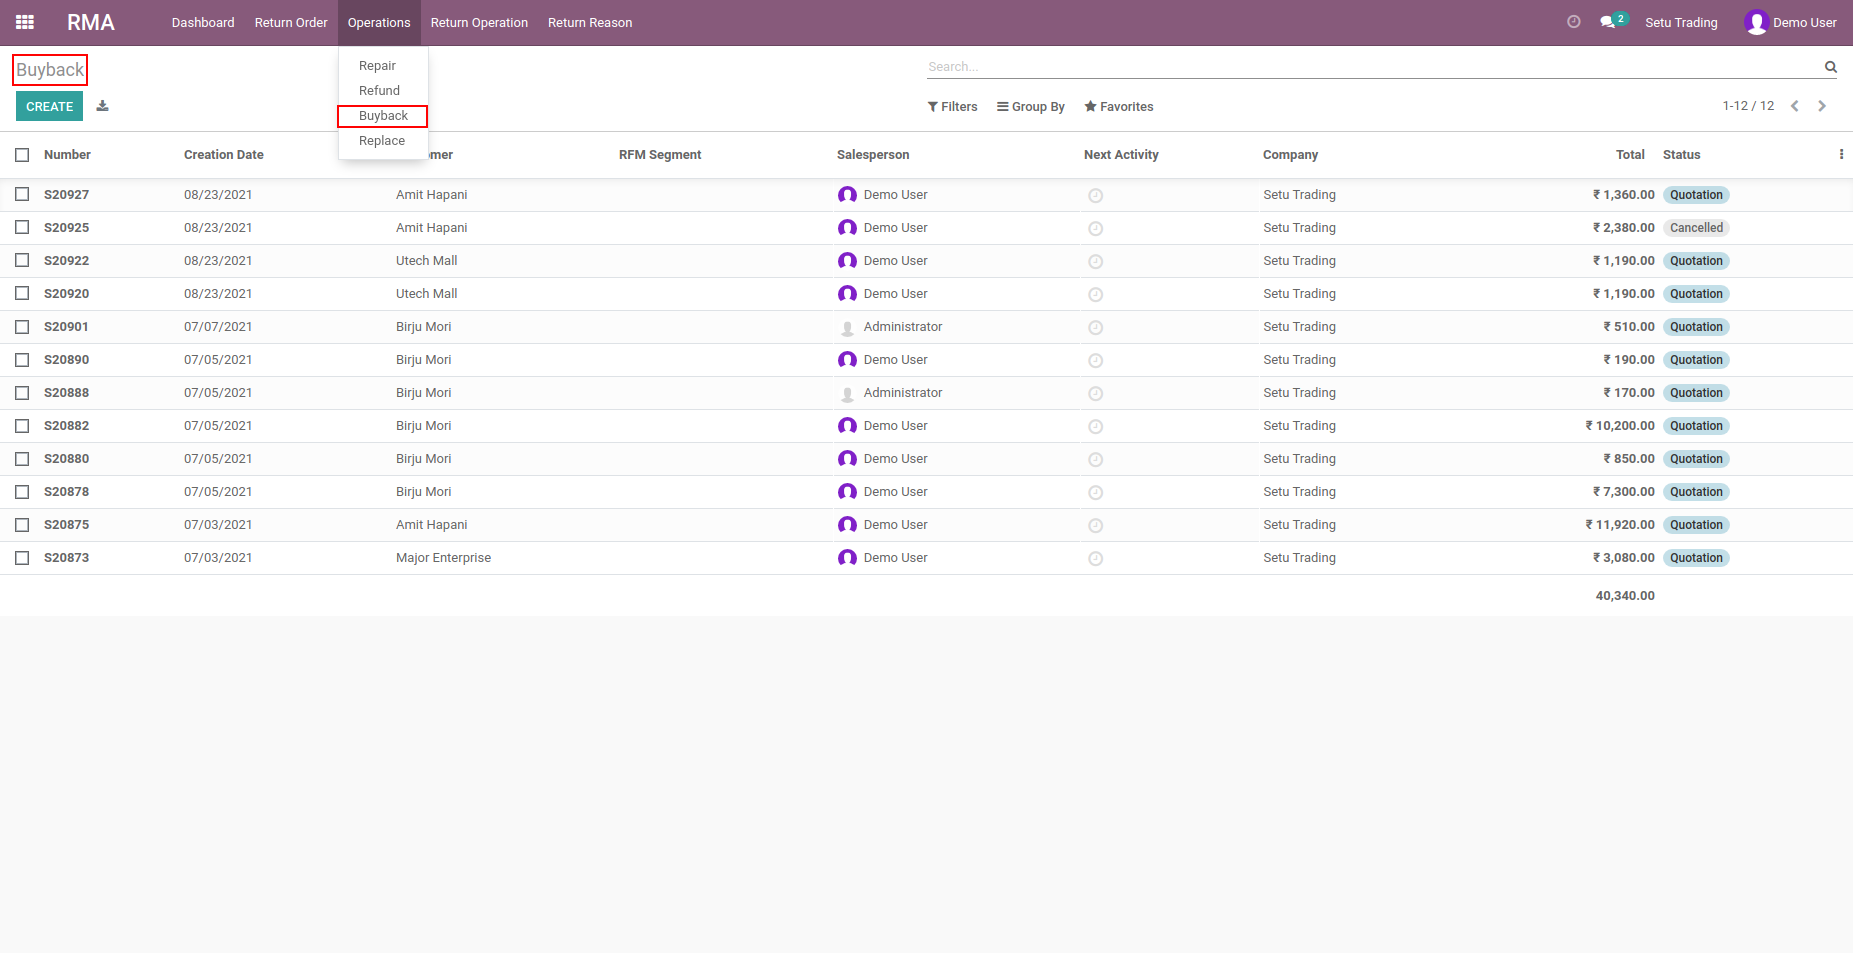 RMA Dashboard Return Order Operations Return Operation Return Reason 2 Setu Trading Demo User
Buyback
Search...
Repair
Refund
Buyback
Replace
CREATE
Filters Group By Favorites 1-12 / 12
Number Creation Date omer RFM Segment Salesperson Next Activity Company Total Status
S20927 08/23/2021 Amit Hapani Demo User Setu Trading ₹ 1,360.00 Quotation
S20925 08/23/2021 Amit Hapani Demo User Setu Trading ₹ 2,380.00 Cancelled
S20922 08/23/2021 Utech Mall Demo User Setu Trading ₹ 1,190.00 Quotation
S20920 08/23/2021 Utech Mall Demo User Setu Trading ₹ 1,190.00 Quotation
S20901 07/07/2021 Birju Mori Administrator Setu Trading ₹ 510.00 Quotation
S20890 07/05/2021 Birju Mori Demo User Setu Trading ₹ 190.00 Quotation
S20888 07/05/2021 Birju Mori Administrator Setu Trading ₹ 170.00 Quotation
S20882 07/05/2021 Birju Mori Demo User Setu Trading ₹ 10,200.00 Quotation
S20880 07/05/2021 Birju Mori Demo User Setu Trading ₹ 850.00 Quotation
S20878 07/05/2021 Birju Mori Demo User Setu Trading ₹ 7,300.00 Quotation
S20875 07/03/2021 Amit Hapani Demo User Setu Trading ₹ 11,920.00 Quotation
S20873 07/03/2021 Major Enterprise Demo User Setu Trading ₹ 3,080.00 Quotation
40,340.00